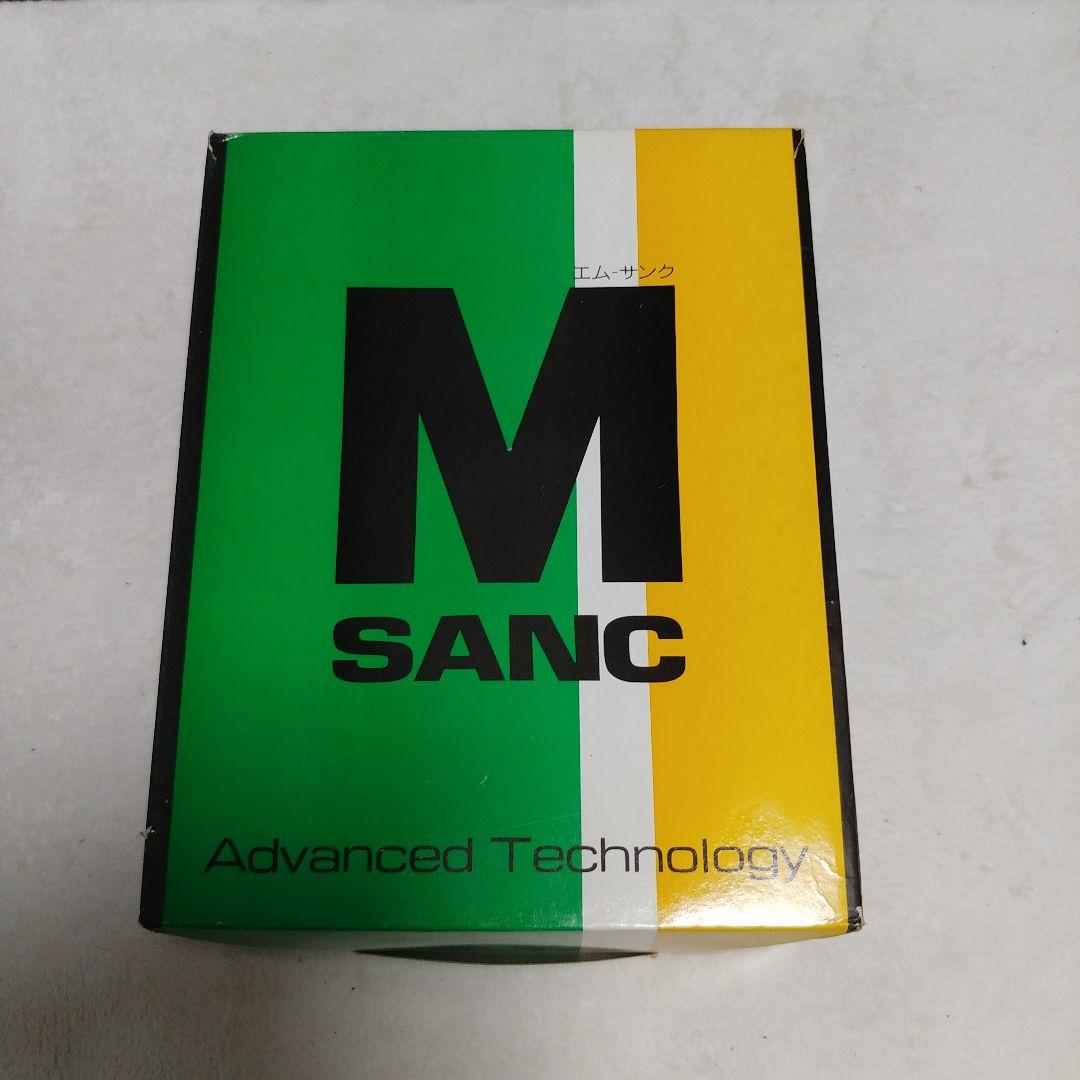 エム-サンク
M
SANC
Advanced Technology